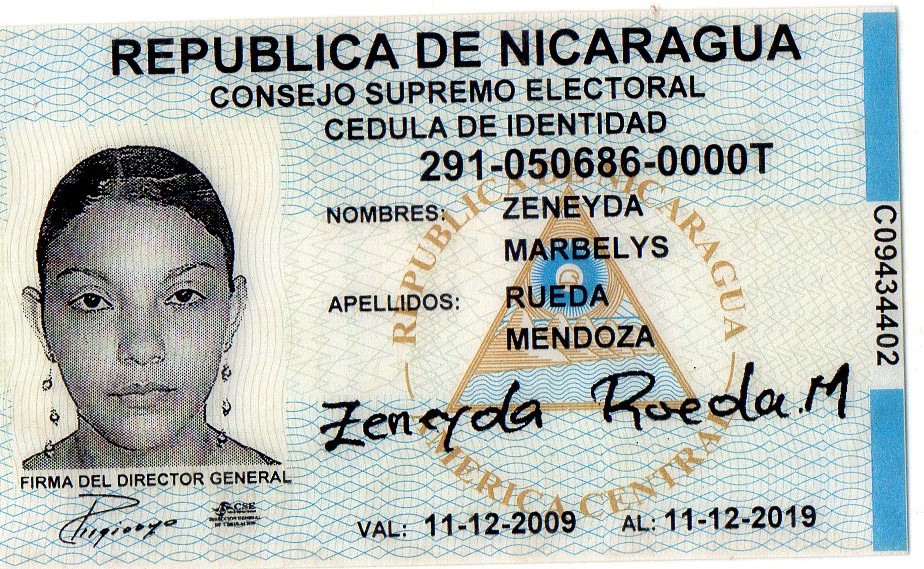 REPUBLICA DE NICARAGUA
CONSEJO SUPREMO ELECTORAL
CEDULA DE IDENTIDAD
291-050686-0000T
NOMBRES: ZENEYDA
MARBELYS
APELLIDOS: RUEDA
MENDOZA
C09434402
REPUBLICA DE NICARAGUA
AMERICA CENTRAL
Zeneyda Rueda.M
FIRMA DEL DIRECTOR GENERAL
CSE
VAL: 11-12-2009 AL: 11-12-2019